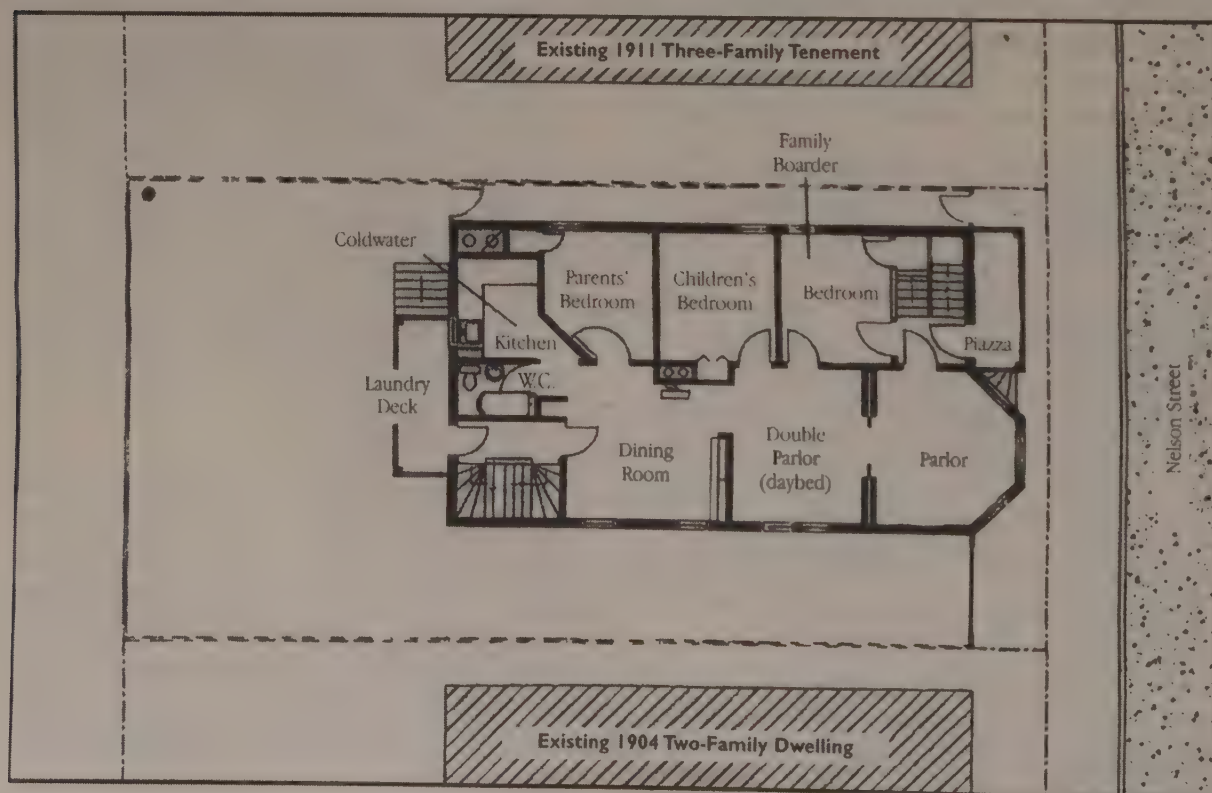 Existing 1911 Three-Family Tenement
Family
Boarder
Coldwater
Parents'
Bedroom
Children's
Bedroom
Bedroom
Kitchen
Piazza
W.C.
Laundry
Deck
Dining
Room
Double
Parlor
(daybed)
Parlor
Nelson Street
Existing 1904 Two-Family Dwelling